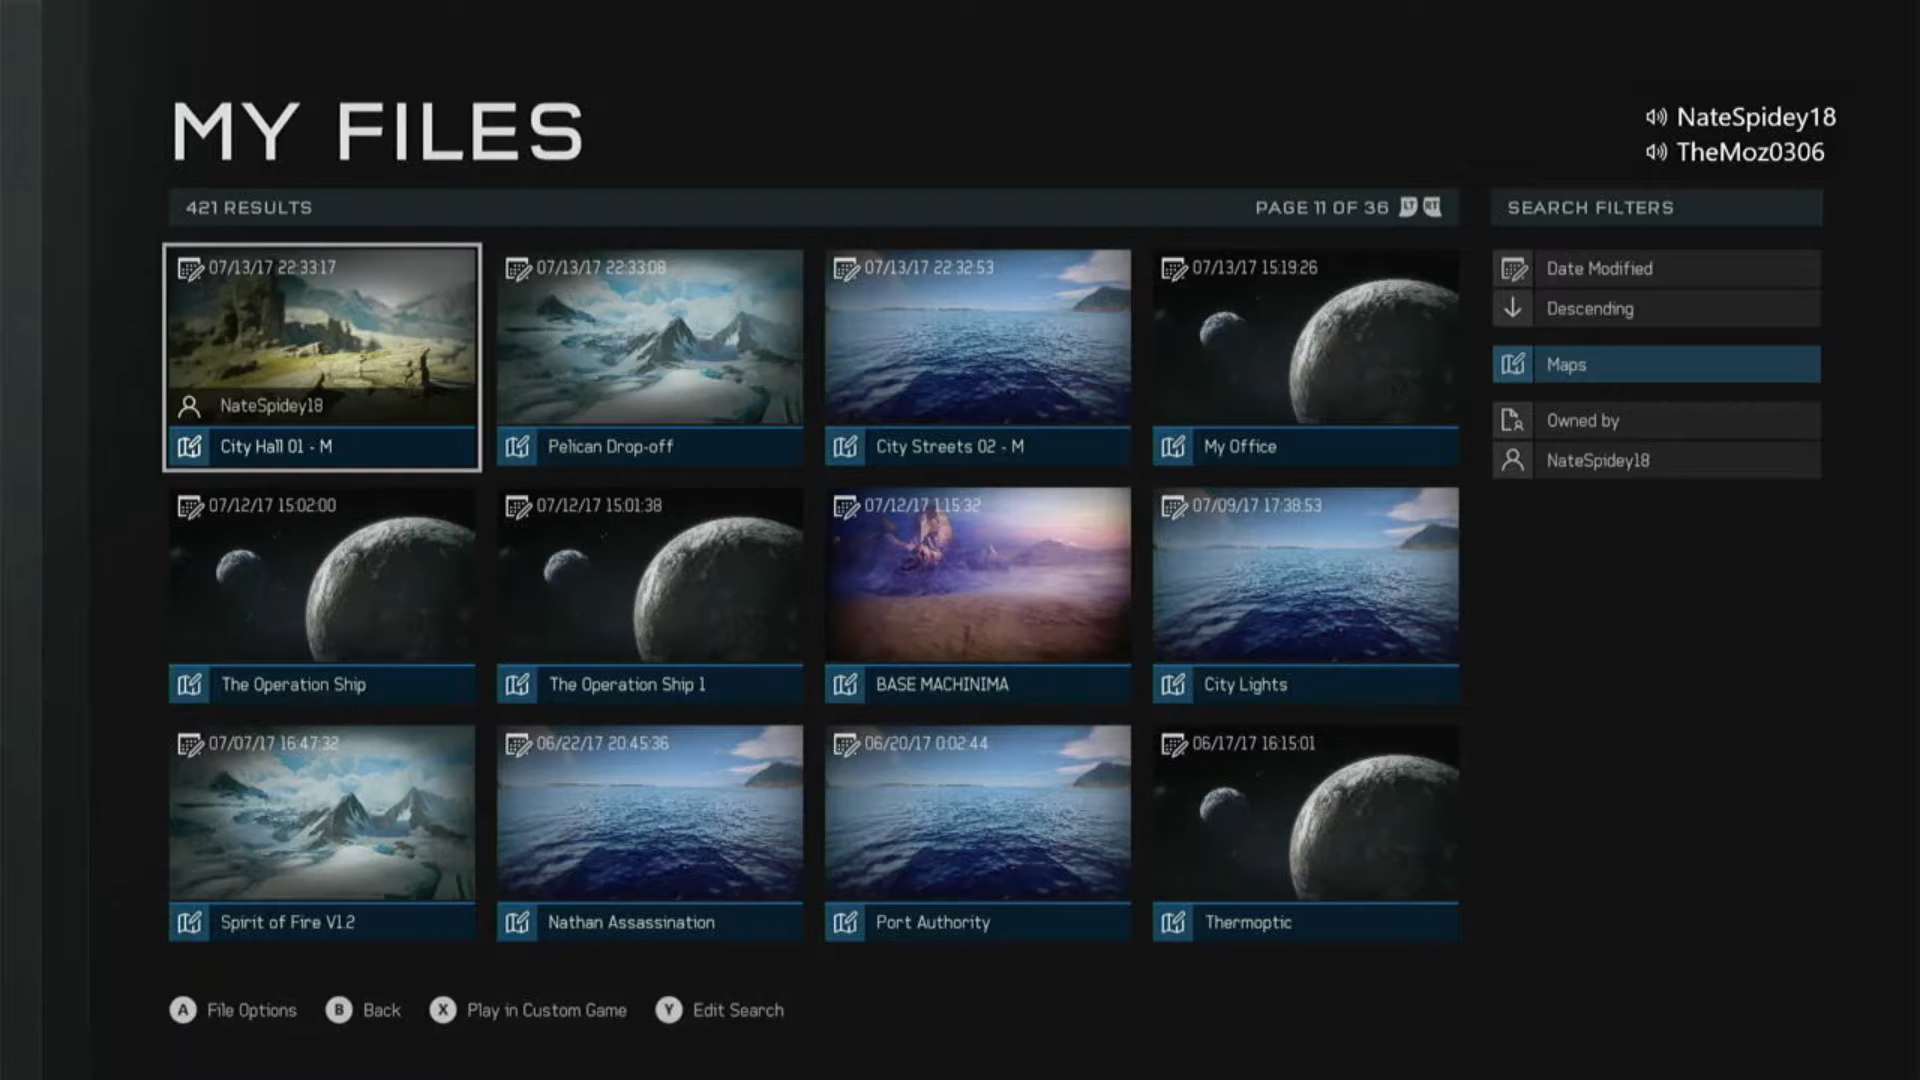 MY FILES
NateSpidey18
TheMoz0306
421 RESULTS
PAGE 11 OF 36 LT RT
SEARCH FILTERS
07/13/17 22:33:17
NateSpidey18
City Hall 01 - M
07/13/17 22:33:08
Pelican Drop-off
07/13/17 22:32:53
City Streets 02 - M
07/13/17 15:19:26
My Office
Date Modified
Descending
Maps
Owned by
NateSpidey18
07/12/17 15:02:00
The Operation Ship
07/12/17 15:01:38
The Operation Ship 1
07/12/17 1:15:32
BASE MACHINIMA
07/09/17 17:38:53
City Lights
07/07/17 16:47:32
Spirit of Fire V1.2
06/22/17 20:45:36
Nathan Assassination
06/20/17 0:02:44
Port Authority
06/17/17 16:15:01
Thermoptic
A File Options B Back X Play in Custom Game Y Edit Search